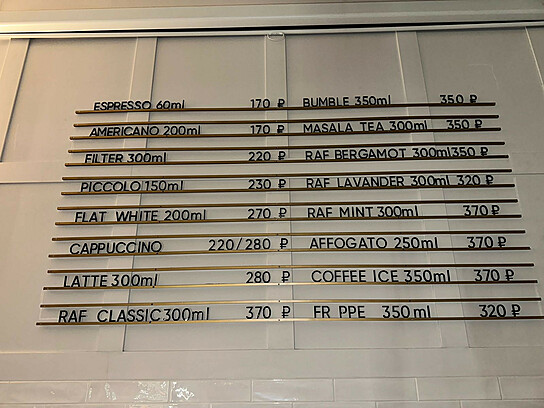 ESPRESSO 60ml 170 ₽
AMERICANO 200ml 170 ₽
FILTER 300ml 220 ₽
PICCOLO 150ml 230 ₽
FLAT WHITE 200ml 270 ₽
CAPPUCCINO 220/280 ₽
LATTE 300ml 280 ₽
RAF CLASSIC 300ml 370 ₽
BUMBLE 350ml 350 ₽
MASALA TEA 300ml 350 ₽
RAF BERGAMOT 300ml 350 ₽
RAF LAVANDER 300ml 320 ₽
RAF MINT 300ml 370 ₽
AFFOGATO 250ml 370 ₽
COFFEE ICE 350ml 370 ₽
FR PPE 350ml 320 ₽